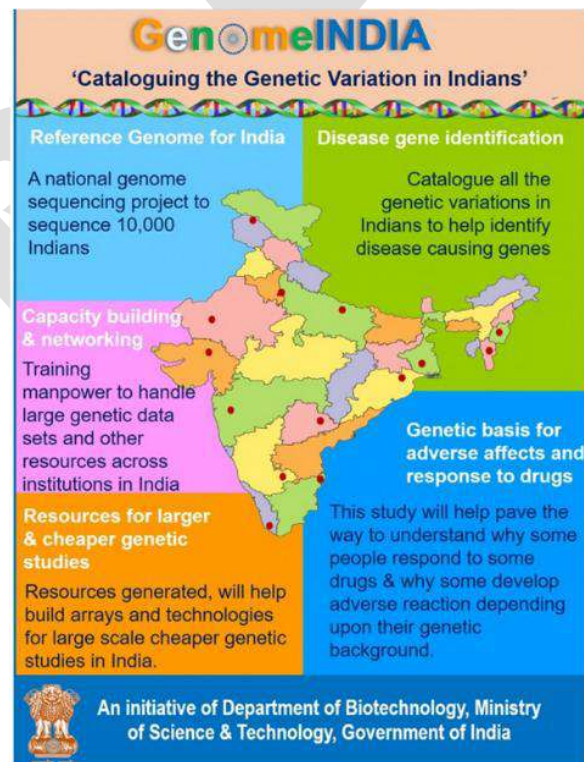 GenomeINDIA
‘Cataloguing the Genetic Variation in Indians’
Reference Genome for India
A national genome
sequencing project to
sequence 10,000
Indians
Disease gene identification
Catalogue all the
genetic variations in
Indians to help identify
disease causing genes
Capacity building
& networking
Training
manpower to handle
large genetic data
sets and other
resources across
institutions in India
Genetic basis for
adverse affects and
response to drugs
This study will help pave the
way to understand why some
people respond to some
drugs & why some develop
adverse reaction depending
upon their genetic
background.
Resources for larger
& cheaper genetic
studies
Resources generated, will help
build arrays and technologies
for large scale cheaper genetic
studies in India.
An initiative of Department of Biotechnology, Ministry
of Science & Technology, Government of India